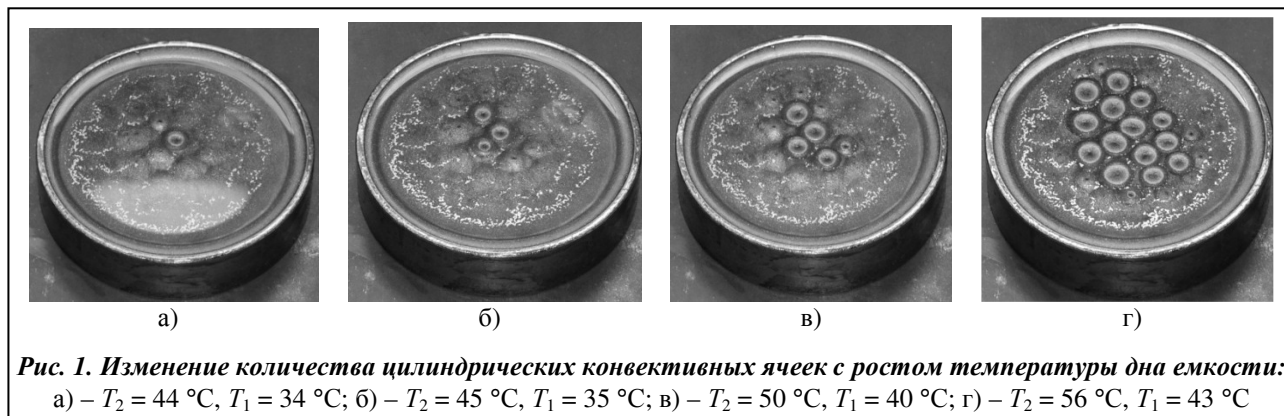 а) б) в) г)
Рис. 1. Изменение количества цилиндрических конвективных ячеек с ростом температуры дна емкости:
а) – T₂ = 44 °C, T₁ = 34 °C; б) – T₂ = 45 °C, T₁ = 35 °C; в) – T₂ = 50 °C, T₁ = 40 °C; г) – T₂ = 56 °C, T₁ = 43 °C